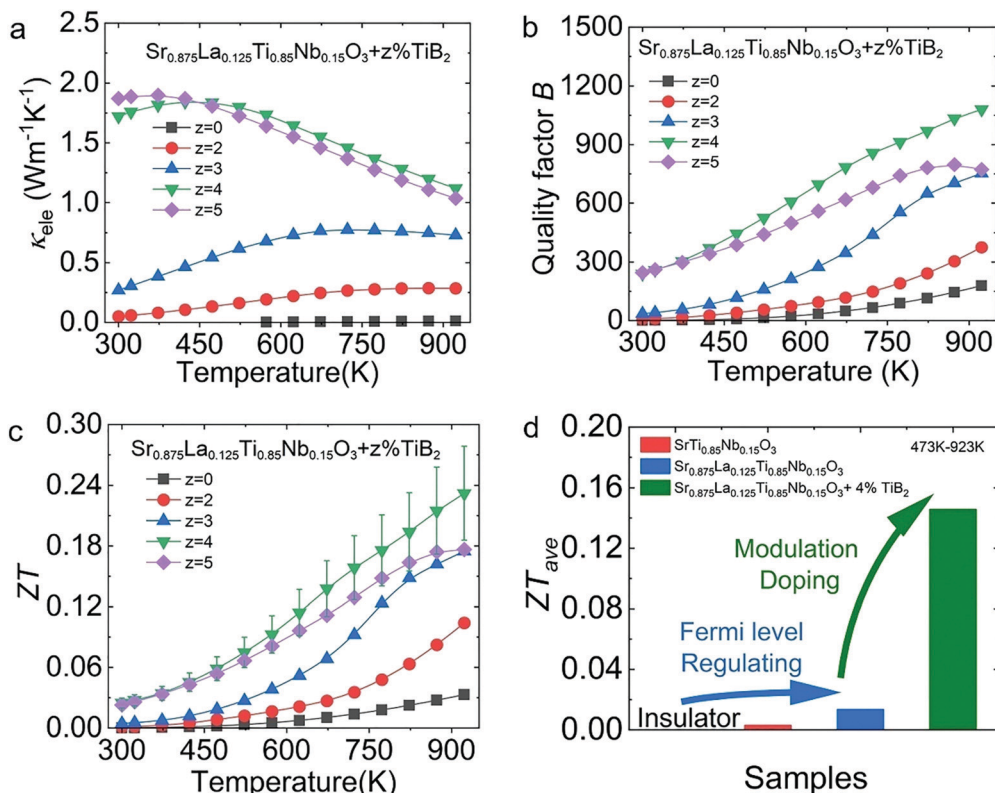 a
Sr0.875La0.125Ti0.85Nb0.15O3+z%TiB2
κele (Wm-1K-1)
2.5
2.0
1.5
1.0
0.5
0.0
z=0
z=2
z=3
z=4
z=5
300 450 600 750 900
Temperature(K)
b
Sr0.875La0.125Ti0.85Nb0.15O3+z%TiB2
Quality factor B
1500
1200
900
600
300
0
z=0
z=2
z=3
z=4
z=5
300 450 600 750 900
Temperature (K)
c
Sr0.875La0.125Ti0.85Nb0.15O3+z%TiB2
ZT
0.30
0.24
0.18
0.12
0.06
0.00
z=0
z=2
z=3
z=4
z=5
300 450 600 750 900
Temperature(K)
d
ZTave
0.20
0.16
0.12
0.08
0.04
0.00
SrTi0.85Nb0.15O3
473K-923K
Sr0.875La0.125Ti0.85Nb0.15O3
Sr0.875La0.125Ti0.85Nb0.15O3+ 4% TiB2
Modulation
Doping
Fermi level
Regulating
Insulator
Samples